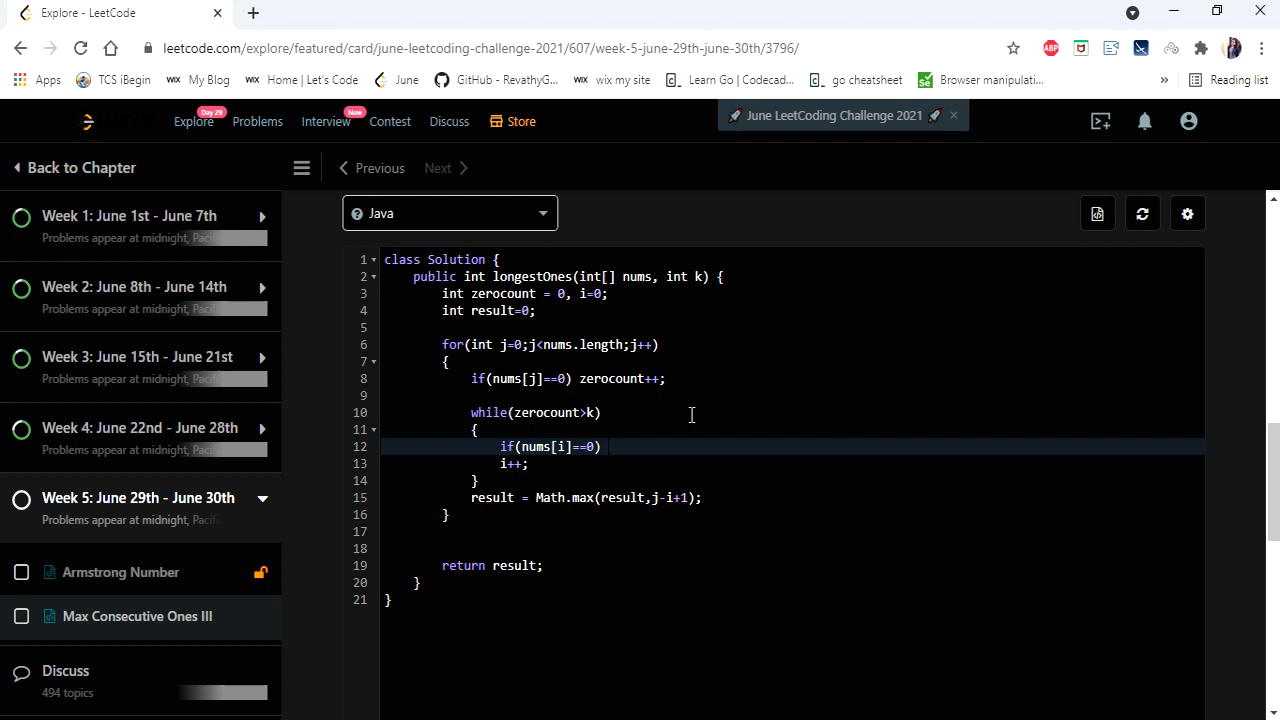 Explore - LeetCode
leetcode.com/explore/featured/card/june-leetcoding-challenge-2021/607/week-5-june-29th-june-30th/3796/
Apps TCS iBegin My Blog Home | Let's Code June GitHub - RevathyG... wix my site Learn Go | Codecad... go cheatsheet Browser manipulati... » Reading list
Day 29 New
Explore Problems Interview Contest Discuss Store June LeetCoding Challenge 2021
Back to Chapter Previous Next
Week 1: June 1st - June 7th
Problems appear at midnight,
Week 2: June 8th - June 14th
Problems appear at midnight,
Week 3: June 15th - June 21st
Problems appear at midnight,
Week 4: June 22nd - June 28th
Problems appear at midnight,
Week 5: June 29th - June 30th
Problems appear at midnight,
Armstrong Number
Max Consecutive Ones III
Discuss
494 topics
Java
1 class Solution {
2 public int longestOnes(int[] nums, int k) {
3 int zerocount = 0, i=0;
4 int result=0;
5
6 for(int j=0;j<nums.length;j++)
7 {
8 if(nums[j]==0) zerocount++;
9
10 while(zerocount>k)
11 {
12 if(nums[i]==0)
13 i++;
14 }
15 result = Math.max(result,j-i+1);
16 }
17
18
19 return result;
20 }
21 }